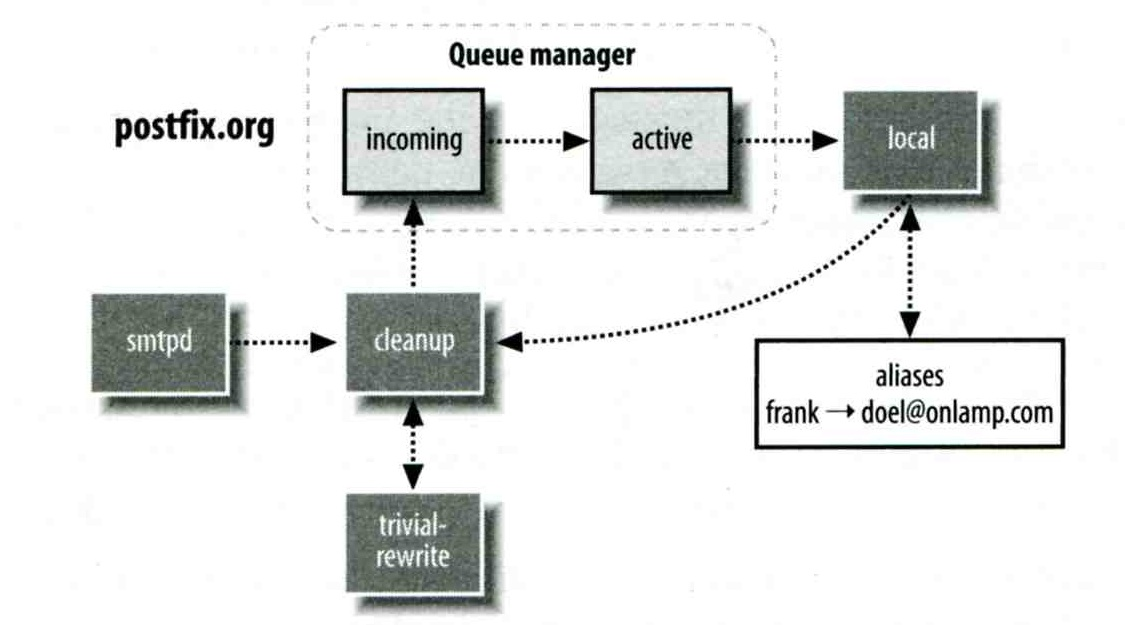 Queue manager
postfix.org
incoming
active
local
smtpd
cleanup
aliases
frank → doel@onlamp.com
trivial-
rewrite